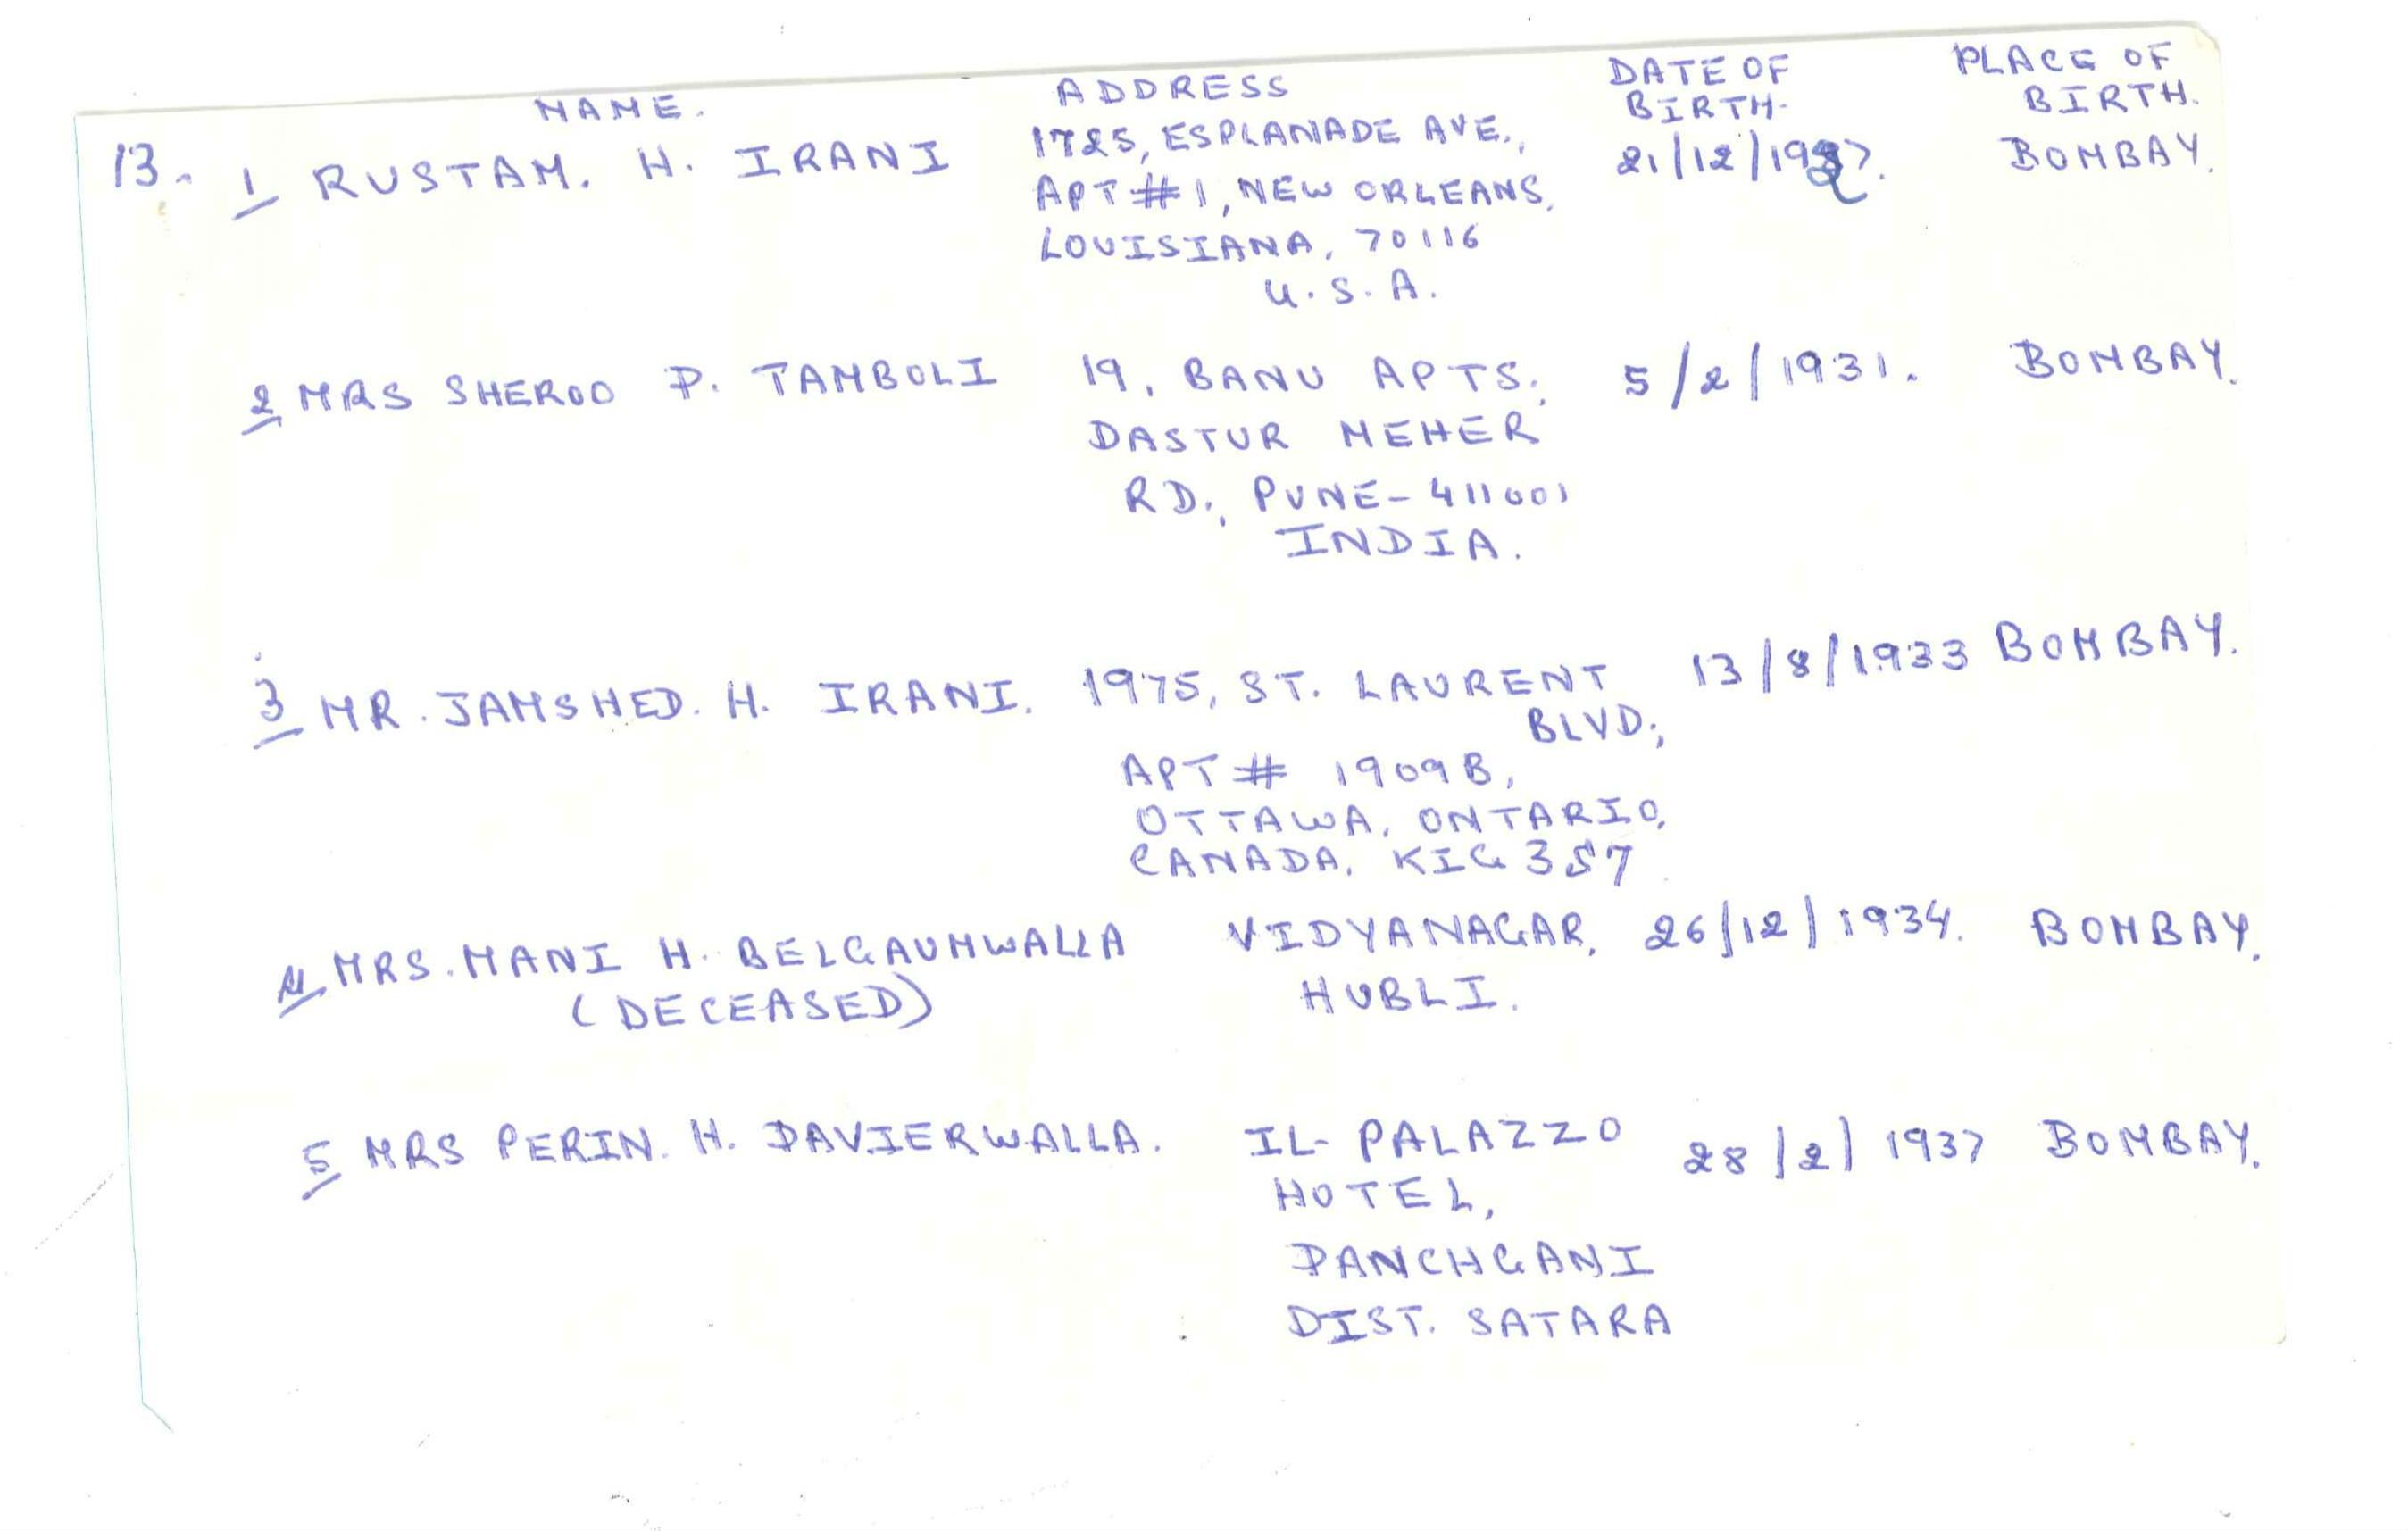 NAME. ADDRESS DATE OF BIRTH. PLACE OF BIRTH.
13. 1 RUSTAM. H. IRANI 1725, ESPLANADE AVE., 21/12/1927. BOMBAY.
APT #1, NEW ORLEANS,
LOUISIANA, 70116
U.S.A.
2 MRS SHEROO P. TAMBOLI 19, BANU APTS, 5/2/1931. BOMBAY.
DASTUR MEHER
RD., PUNE-411001
INDIA.
3 MR. JAMSHED. H. IRANI. 1975, ST. LAURENT 13/8/1933 BOMBAY.
BLVD;
APT # 1909B,
OTTAWA, ONTARIO,
CANADA. KIG 3S7
4 MRS. MANI H. BELGAUMWALLA VIDYANAGAR, 26/12/1934. BOMBAY.
(DECEASED) HUBLI.
5 MRS PERIN. H. DAVIERWALLA. IL-PALAZZO 28/2/1937 BOMBAY.
HOTEL,
PANCHGANI
DIST. SATARA